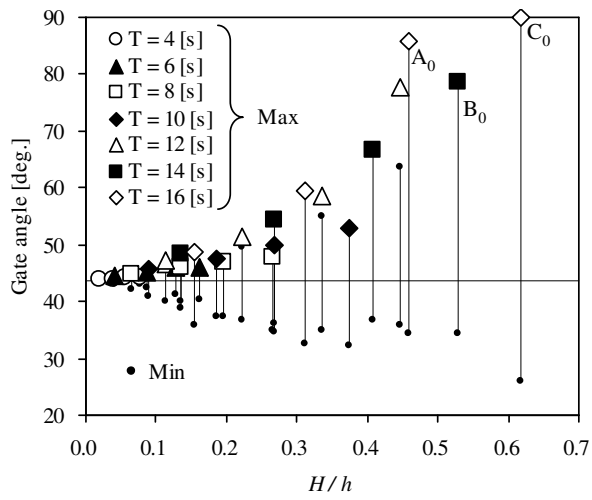 90
80
70
60
50
40
30
20
Gate angle [deg.]
T = 4 [s]
T = 6 [s]
T = 8 [s]
T = 10 [s]
T = 12 [s]
T = 14 [s]
T = 16 [s]
Max
Min
A0
B0
C0
0.0 0.1 0.2 0.3 0.4 0.5 0.6 0.7
H / h